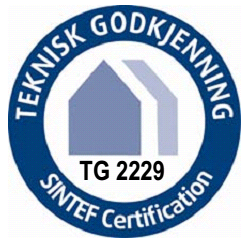 TEKNISK GODKJENNING
TG 2229
SINTEF Certification